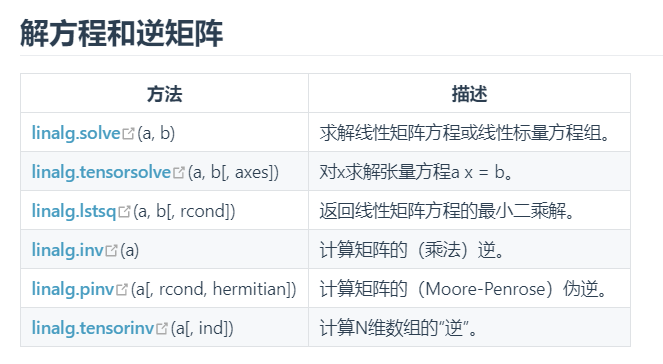 解方程和逆矩阵
方法 描述
linalg.solve(a, b) 求解线性矩阵方程或线性标量方程组。
linalg.tensorsolve(a, b[, axes]) 对x求解张量方程a x = b。
linalg.lstsq(a, b[, rcond]) 返回线性矩阵方程的最小二乘解。
linalg.inv(a) 计算矩阵的（乘法）逆。
linalg.pinv(a[, rcond, hermitian]) 计算矩阵的（Moore-Penrose）伪逆。
linalg.tensorinv(a[, ind]) 计算N维数组的“逆”。